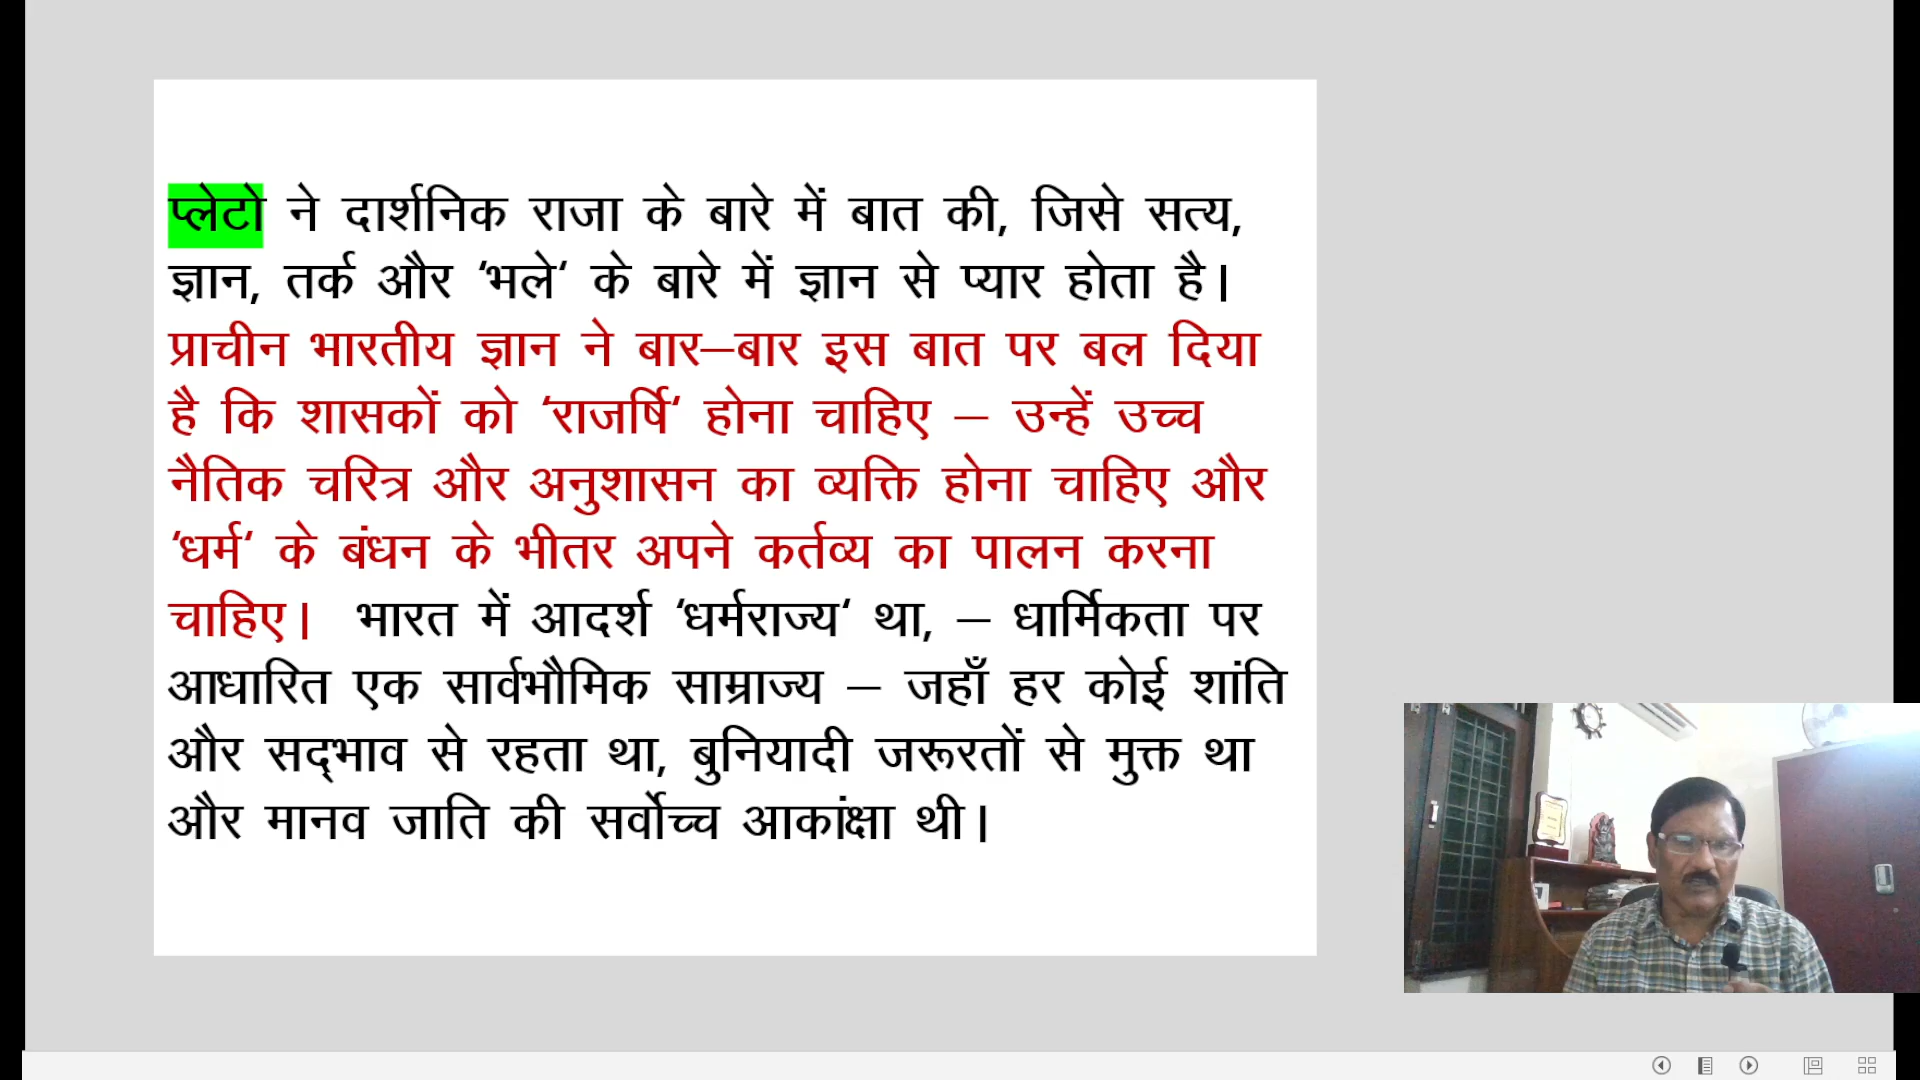 प्लेटो ने दार्शनिक राजा के बारे में बात की, जिसे सत्य,
ज्ञान, तर्क और ‘भले‘ के बारे में ज्ञान से प्यार होता है।
प्राचीन भारतीय ज्ञान ने बार–बार इस बात पर बल दिया
है कि शासकों को ‘राजर्षि‘ होना चाहिए – उन्हें उच्च
नैतिक चरित्र और अनुशासन का व्यक्ति होना चाहिए और
‘धर्म‘ के बंधन के भीतर अपने कर्तव्य का पालन करना
चाहिए। भारत में आदर्श ‘धर्मराज्य‘ था, – धार्मिकता पर
आधारित एक सार्वभौमिक साम्राज्य – जहाँ हर कोई शांति
और सद्भाव से रहता था, बुनियादी जरूरतों से मुक्त था
और मानव जाति की सर्वोच्च आकांक्षा थी।